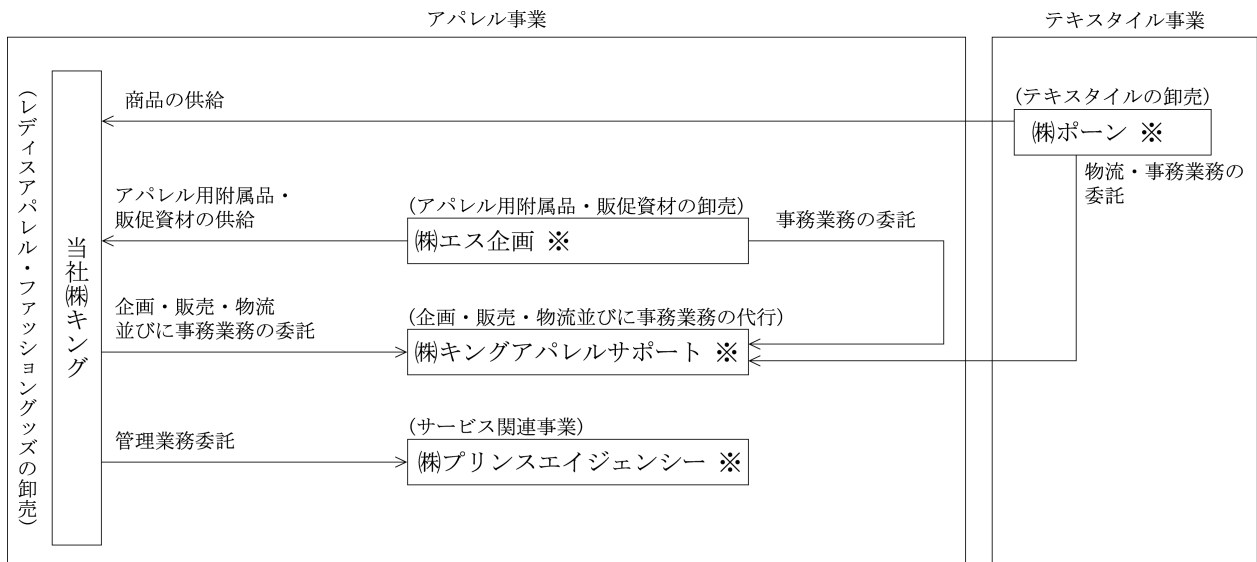 アパレル事業
テキスタイル事業
(レディスアパレル・ファッショングッズの卸売)
当社㈱キング
商品の供給
(テキスタイルの卸売)
㈱ポーン ※
物流・事務業務の
委託
アパレル用附属品・
販促資材の供給
(アパレル用附属品・販促資材の卸売)
㈱エス企画 ※
事務業務の委託
企画・販売・物流
並びに事務業務の委託
(企画・販売・物流並びに事務業務の代行)
㈱キングアパレルサポート ※
管理業務委託
(サービス関連事業)
㈱プリンスエイジェンシー ※